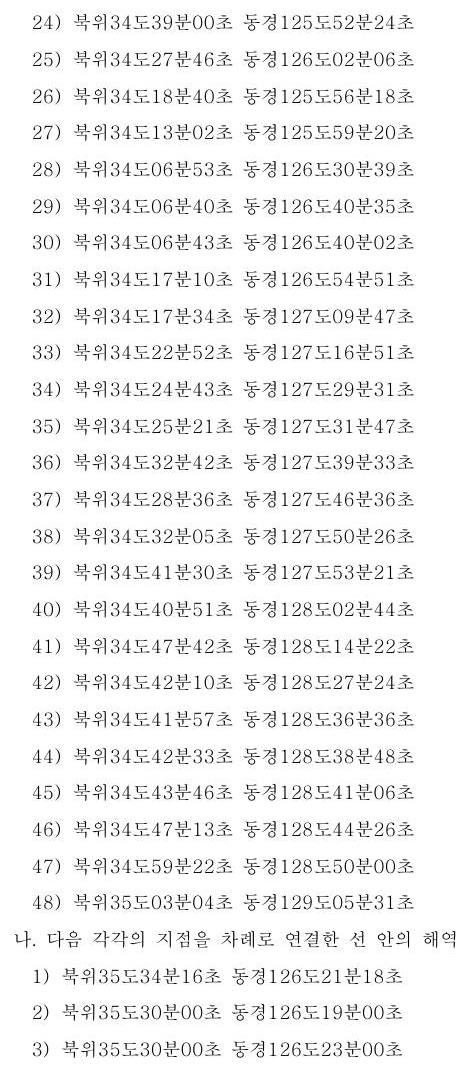 24) 북위34도39분00초 동경125도52분24초
25) 북위34도27분46초 동경126도02분06초
26) 북위34도18분40초 동경125도56분18초
27) 북위34도13분02초 동경125도59분20초
28) 북위34도06분53초 동경126도30분39초
29) 북위34도06분40초 동경126도40분35초
30) 북위34도06분43초 동경126도40분02초
31) 북위34도17분10초 동경126도54분51초
32) 북위34도17분34초 동경127도09분47초
33) 북위34도22분52초 동경127도16분51초
34) 북위34도24분43초 동경127도29분31초
35) 북위34도25분21초 동경127도31분47초
36) 북위34도32분42초 동경127도39분33초
37) 북위34도28분36초 동경127도46분36초
38) 북위34도32분05초 동경127도50분26초
39) 북위34도41분30초 동경127도53분21초
40) 북위34도40분51초 동경128도02분44초
41) 북위34도47분42초 동경128도14분22초
42) 북위34도42분10초 동경128도27분24초
43) 북위34도41분57초 동경128도36분36초
44) 북위34도42분33초 동경128도38분48초
45) 북위34도43분46초 동경128도41분06초
46) 북위34도47분13초 동경128도44분26초
47) 북위34도59분22초 동경128도50분00초
48) 북위35도03분04초 동경129도05분31초
나. 다음 각각의 지점을 차례로 연결한 선 안의 해역
1) 북위35도34분16초 동경126도21분18초
2) 북위35도30분00초 동경126도19분00초
3) 북위35도30분00초 동경126도23분00초